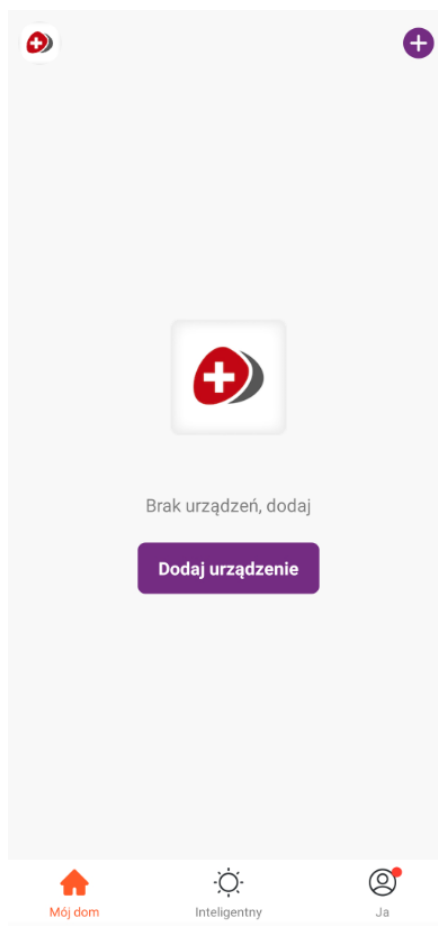 Brak urządzeń, dodaj
Dodaj urządzenie
Mój dom
Inteligentny
Ja